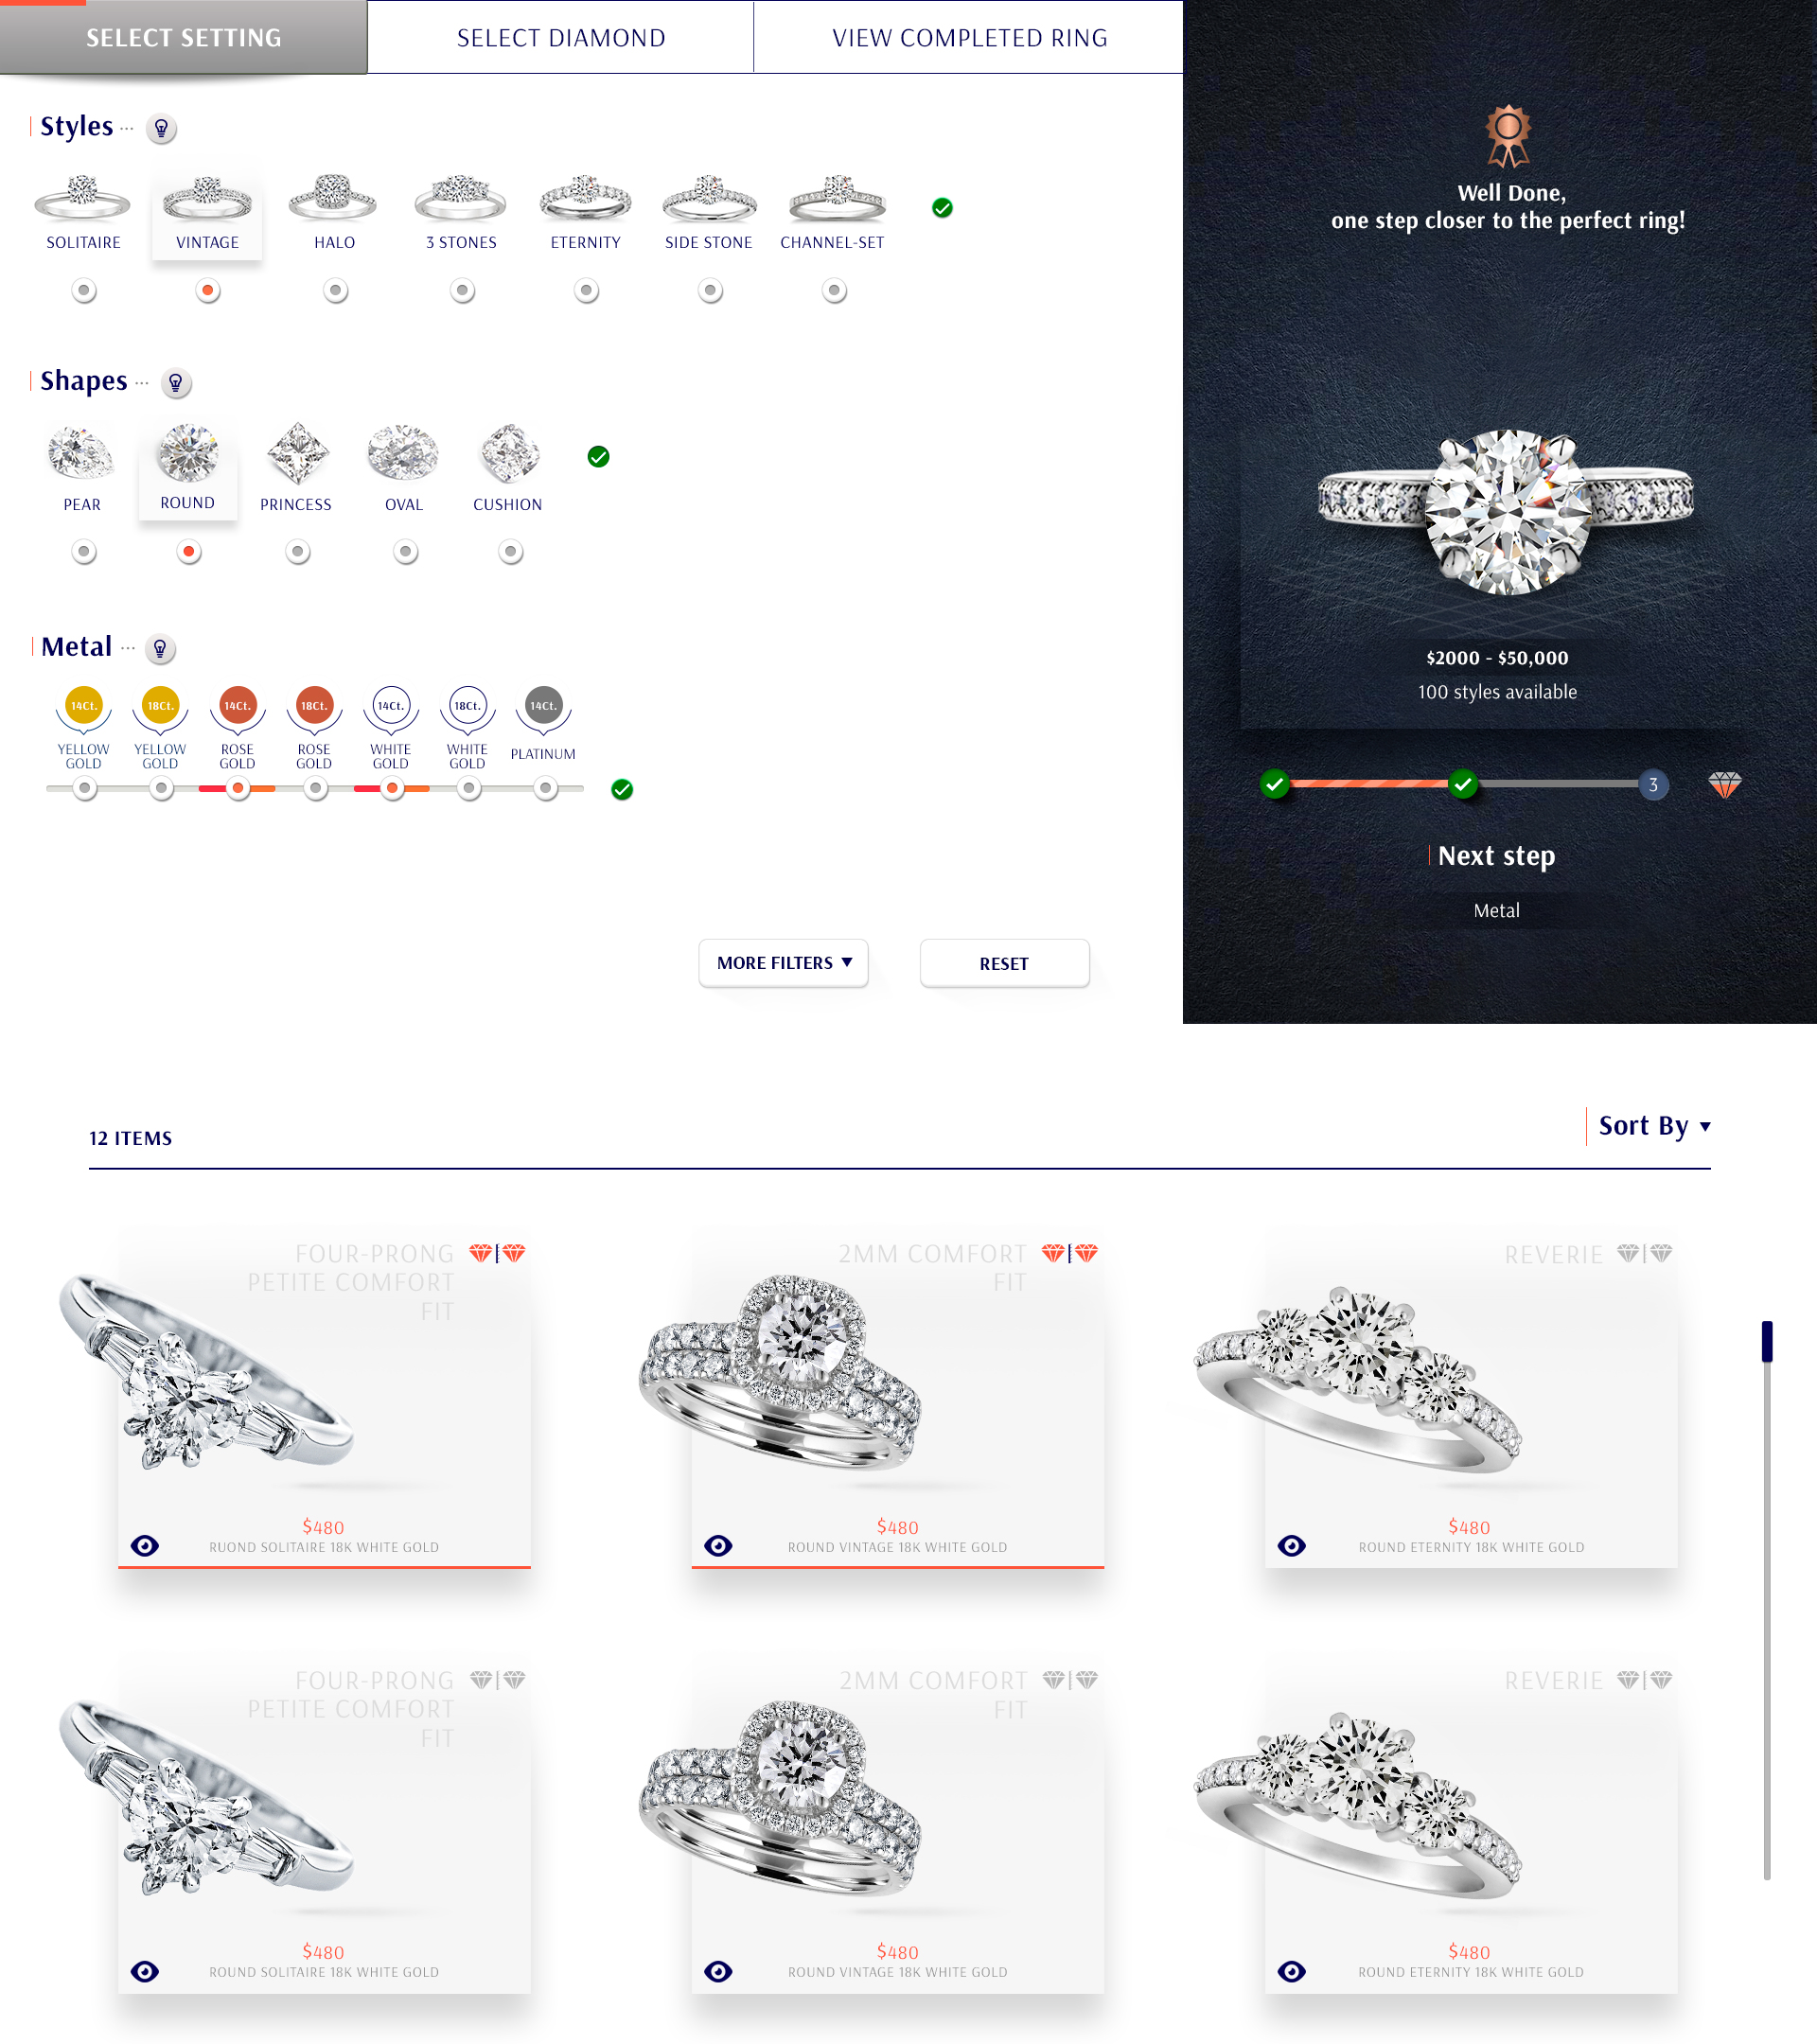 SELECT SETTING
SELECT DIAMOND
VIEW COMPLETED RING
Styles ...
SOLITAIRE
VINTAGE
HALO
3 STONES
ETERNITY
SIDE STONE
CHANNEL-SET
Shapes ...
PEAR
ROUND
PRINCESS
OVAL
CUSHION
Metal ...
14Ct.
18Ct.
14Ct.
18Ct.
14Ct.
18Ct.
14Ct.
YELLOW
GOLD
YELLOW
GOLD
ROSE
GOLD
ROSE
GOLD
WHITE
GOLD
WHITE
GOLD
PLATINUM
MORE FILTERS
RESET
Well Done,
one step closer to the perfect ring!
$2000 - $50,000
100 styles available
3
Next step
Metal
12 ITEMS
Sort By
FOUR-PRONG
PETITE COMFORT
FIT
$480
RUOND SOLITAIRE 18K WHITE GOLD
2MM COMFORT
FIT
$480
ROUND VINTAGE 18K WHITE GOLD
REVERIE
$480
ROUND ETERNITY 18K WHITE GOLD
FOUR-PRONG
PETITE COMFORT
FIT
$480
ROUND SOLITAIRE 18K WHITE GOLD
2MM COMFORT
FIT
$480
ROUND VINTAGE 18K WHITE GOLD
REVERIE
$480
ROUND ETERNITY 18K WHITE GOLD